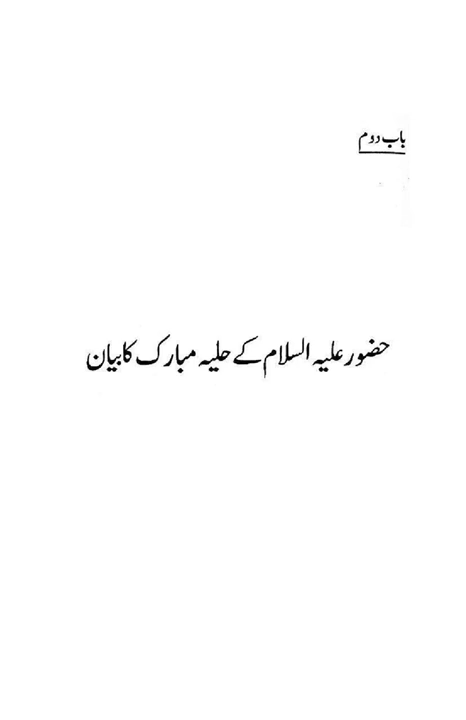 باب دوم
حضور علیہ السلام کے حلیہ مبارک کا بیان